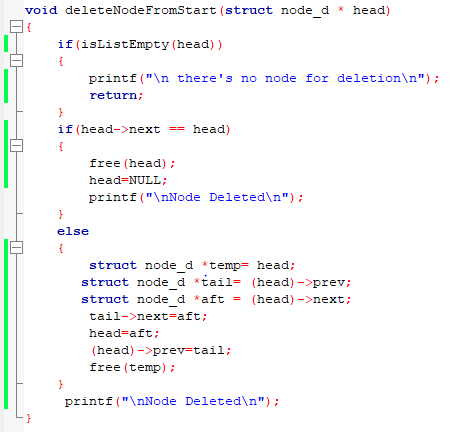 void deleteNodeFromStart(struct node_d * head)
{
    if(isListEmpty(head))
    {
        printf("\n there's no node for deletion\n");
        return;
    }
    if(head->next == head)
    {
        free(head);
        head=NULL;
        printf("\nNode Deleted\n");
    }
    else
    {
        struct node_d *temp= head;
       struct node_d *tail= (head)->prev;
       struct node_d *aft = (head)->next;
        tail->next=aft;
        head=aft;
        (head)->prev=tail;
        free(temp);
    }
     printf("\nNode Deleted\n");
}